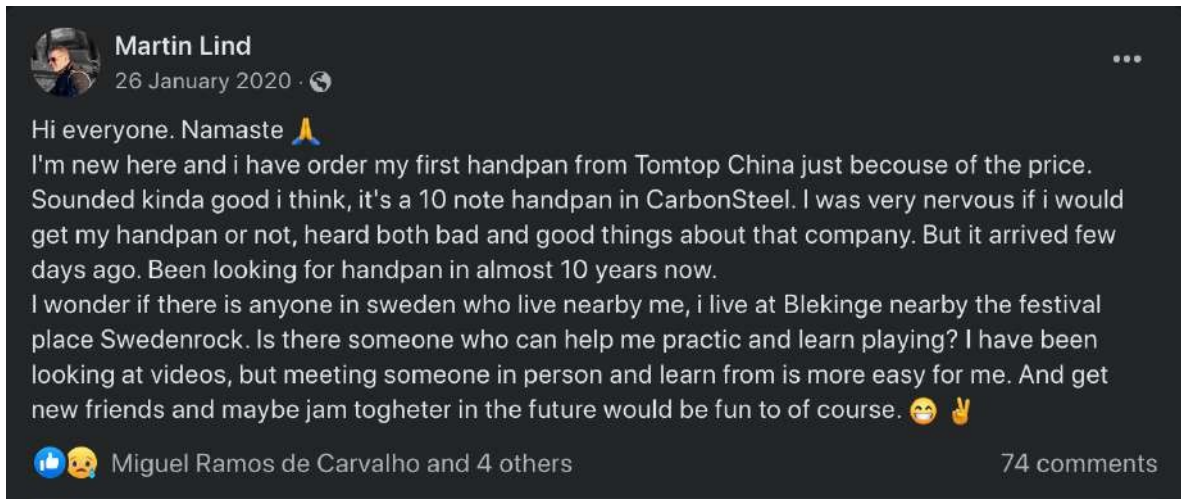 Martin Lind
26 January 2020 ·
Hi everyone. Namaste 🙏
I'm new here and i have order my first handpan from Tomtop China just becouse of the price.
Sounded kinda good i think, it's a 10 note handpan in CarbonSteel. I was very nervous if i would
get my handpan or not, heard both bad and good things about that company. But it arrived few
days ago. Been looking for handpan in almost 10 years now.
I wonder if there is anyone in sweden who live nearby me, i live at Blekinge nearby the festival
place Swedenrock. Is there someone who can help me practic and learn playing? I have been
looking at videos, but meeting someone in person and learn from is more easy for me. And get
new friends and maybe jam togheter in the future would be fun to of course. 😁 ✌️
Miguel Ramos de Carvalho and 4 others 74 comments